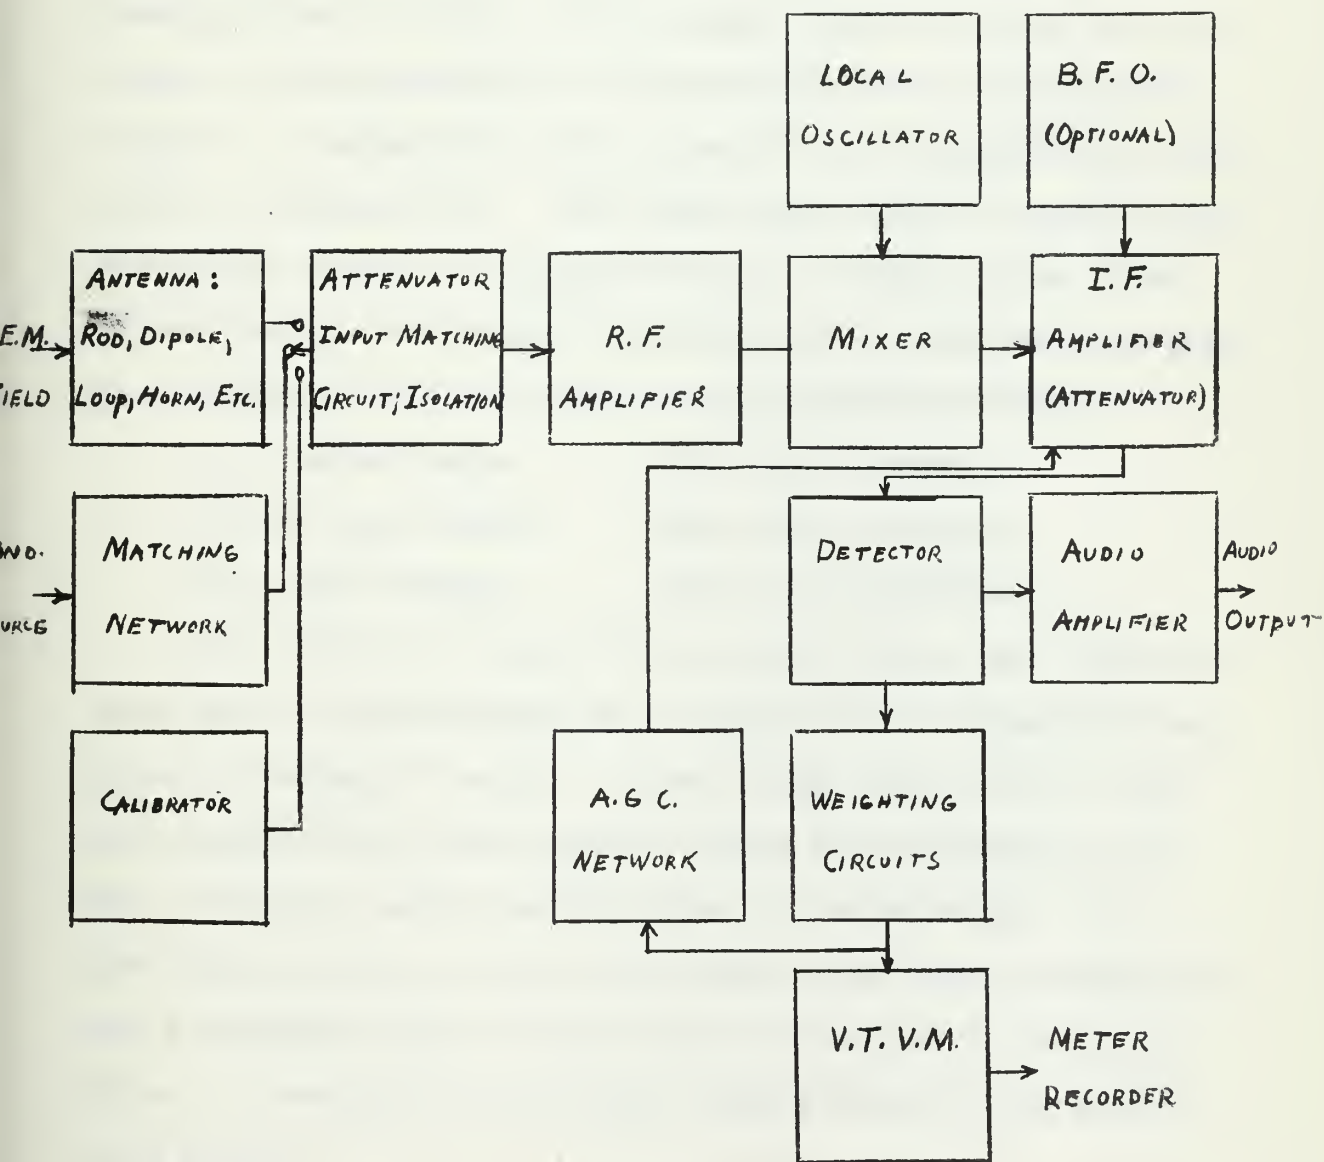 LOCAL
OSCILLATOR
B. F. O.
(OPTIONAL)
E.M.
FIELD
ANTENNA:
ROD, DIPOLE,
LOUP, HORN, ETC.
ATTENUATOR
INPUT MATCHING
CIRCUIT; ISOLATION
R. F.
AMPLIFIER
MIXER
I. F.
AMPLIFIER
(ATTENUATOR)
MATCHING
NETWORK
DETECTOR
AUDIO
AMPLIFIER
AUDIO
OUTPUT
CALIBRATOR
A.G C.
NETWORK
WEIGHTING
CIRCUITS
V.T. V.M.
METER
RECORDER